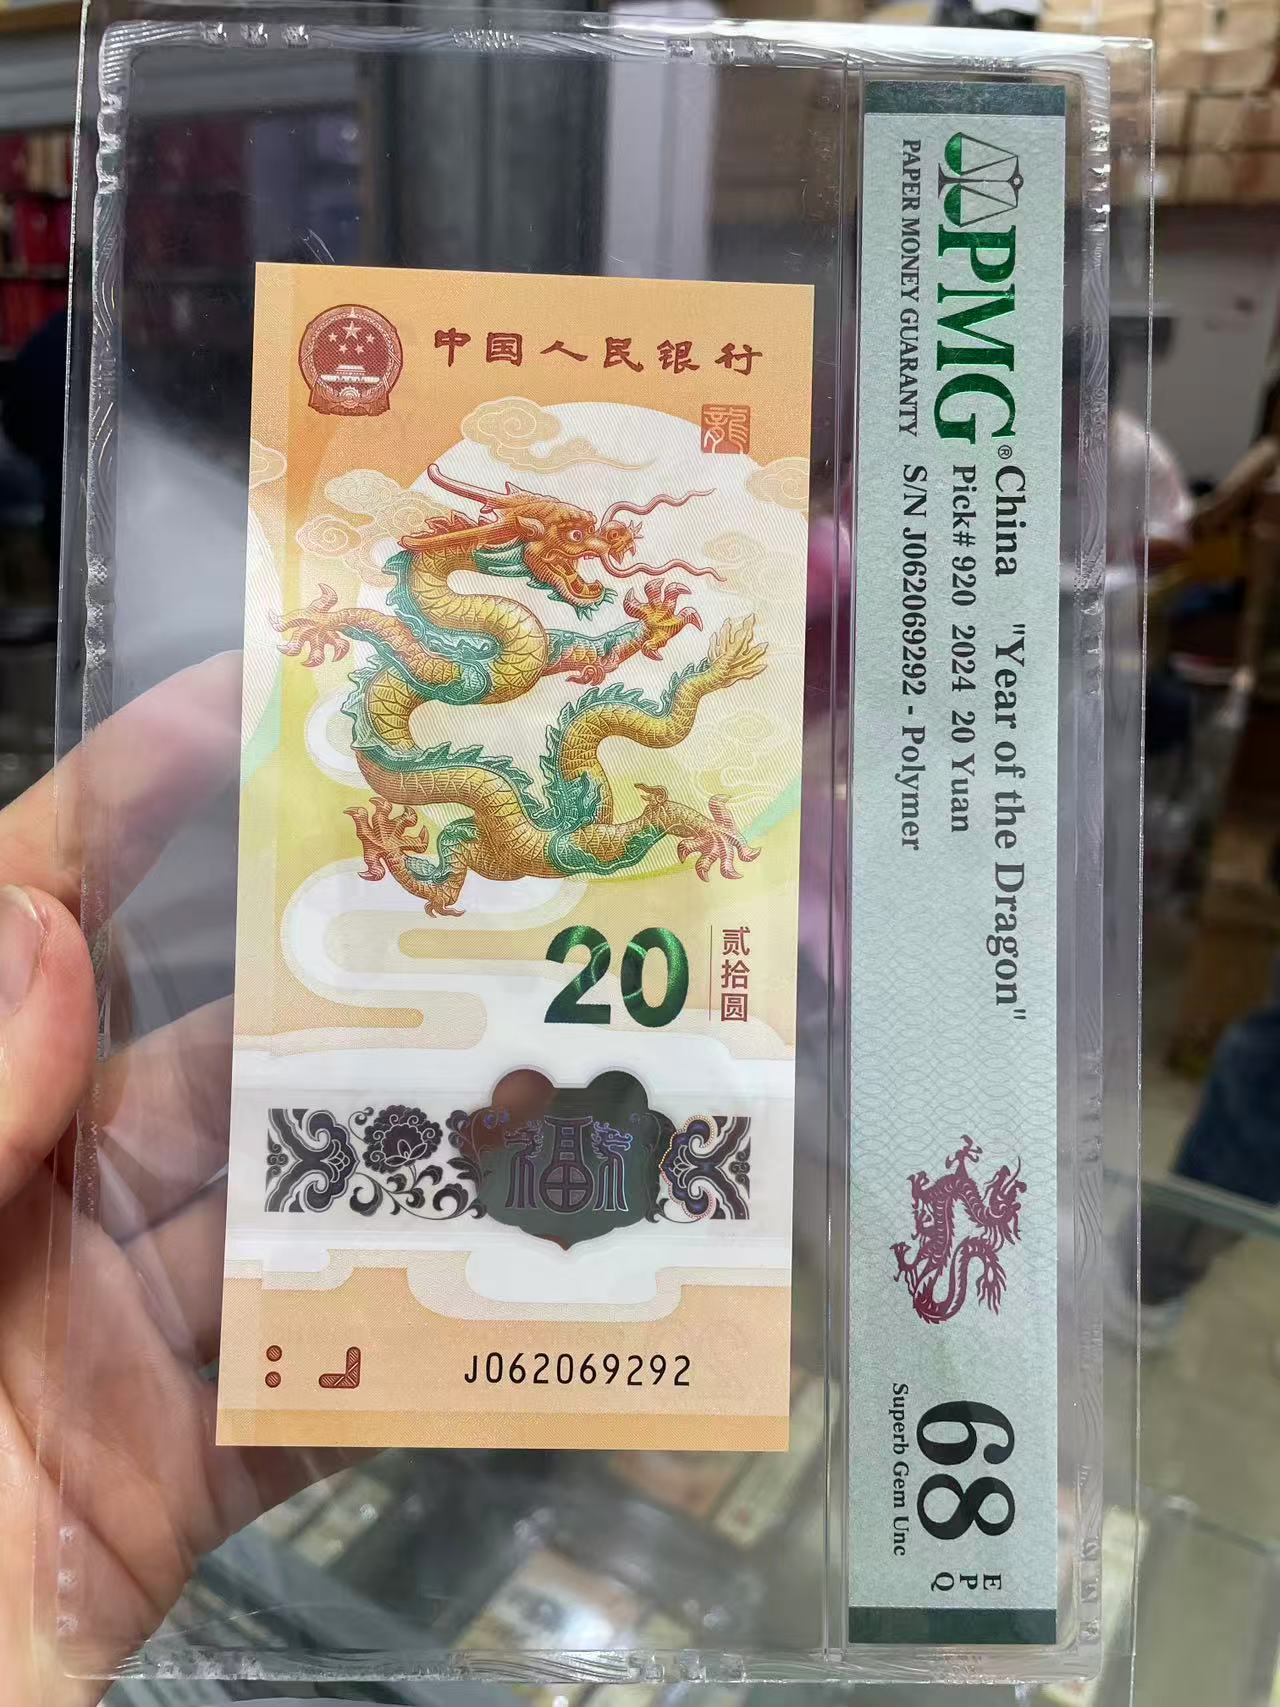 中国人民银行
龍
20
贰拾圆
福
J062069292
PMG®
PAPER MONEY GUARANTY
China "Year of the Dragon"
Pick# 920 2024 20 Yuan
S/N J062069292 - Polymer
68
EPQ
Superb Gem Unc